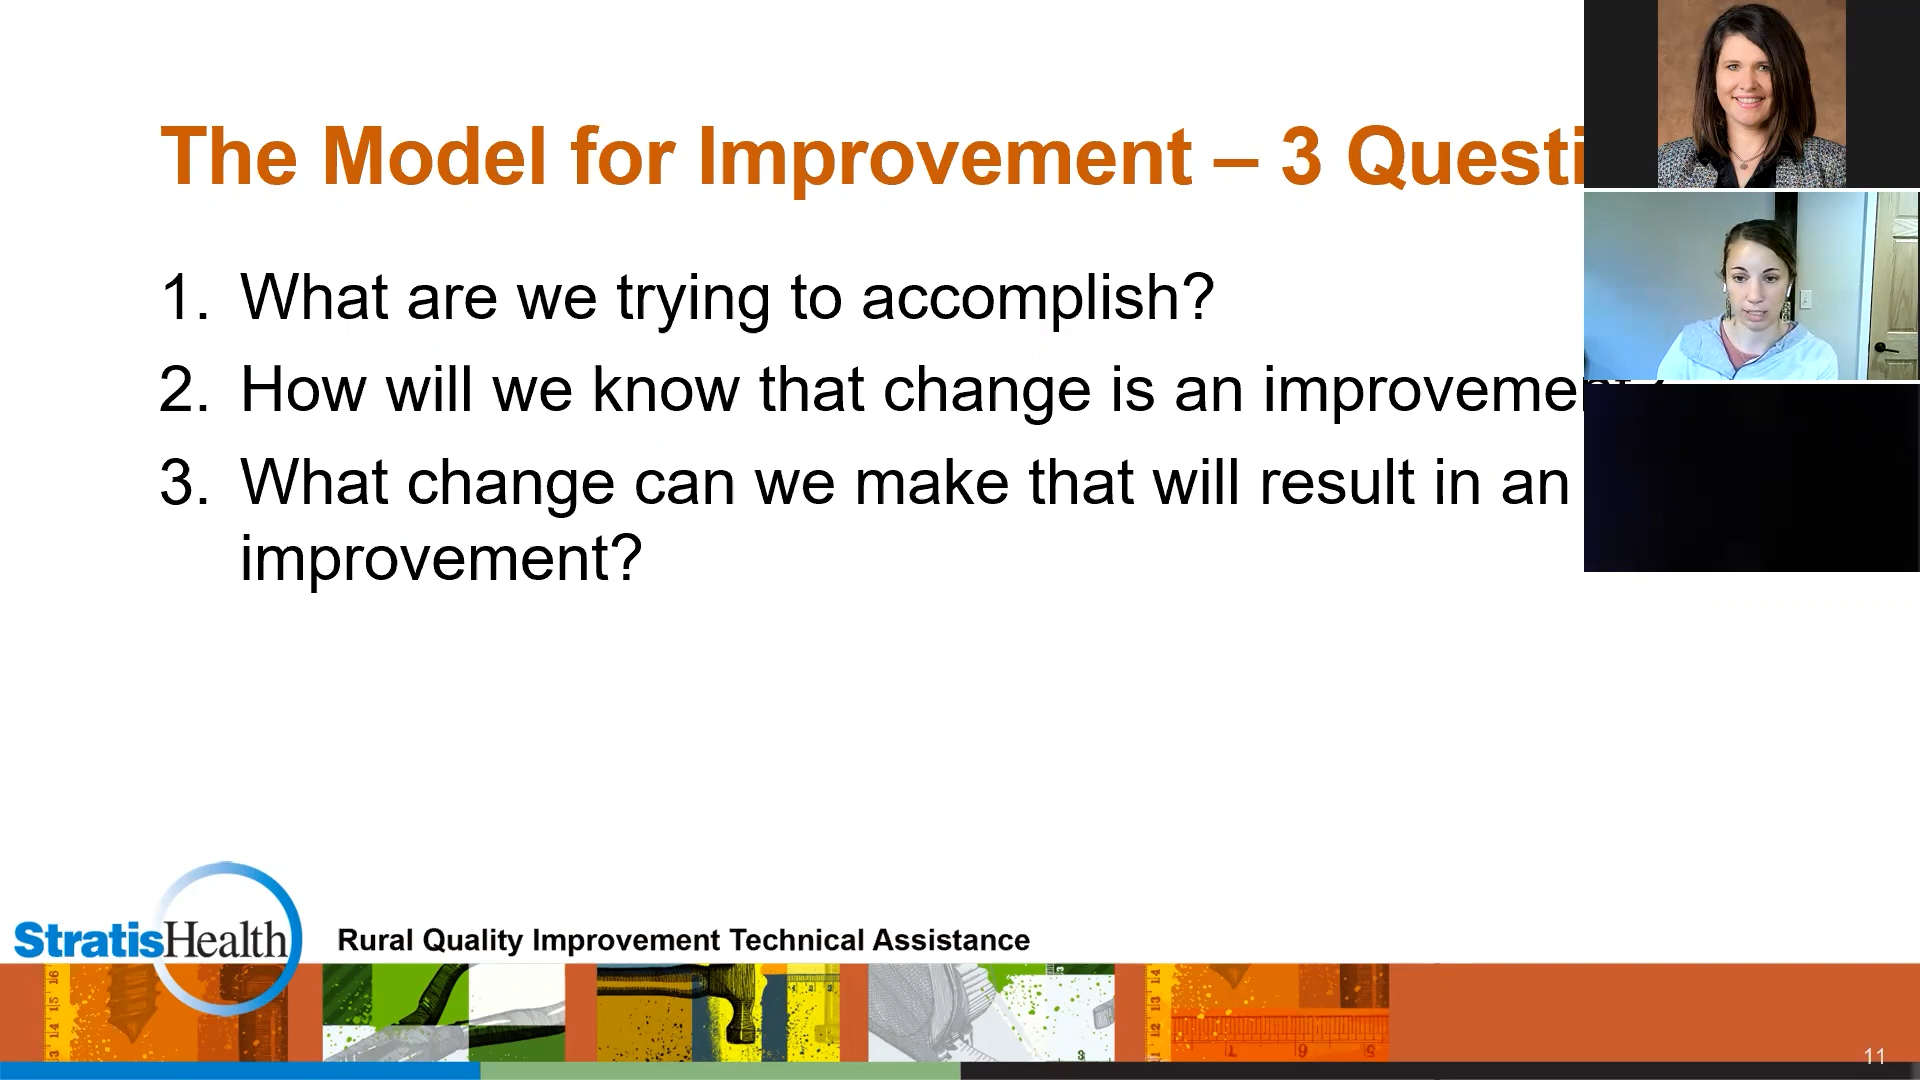 The Model for Improvement – 3 Questi
1. What are we trying to accomplish?
2. How will we know that change is an improvement?
3. What change can we make that will result in an
improvement?
StratisHealth
Rural Quality Improvement Technical Assistance
11